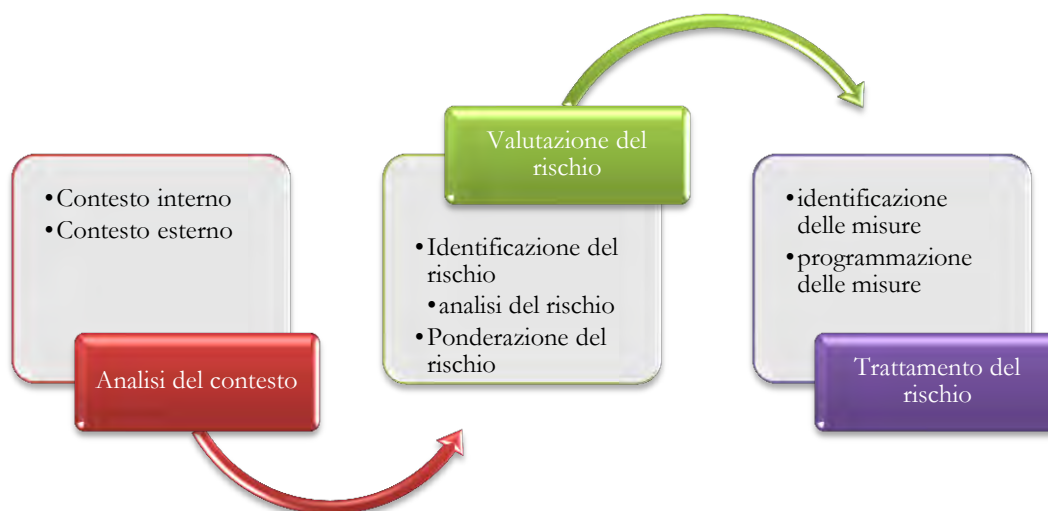 •Contesto interno
•Contesto esterno
Analisi del contesto
Valutazione del
rischio
•Identificazione del
rischio
•analisi del rischio
•Ponderazione del
rischio
•identificazione
delle misure
•programmazione
delle misure
Trattamento del
rischio